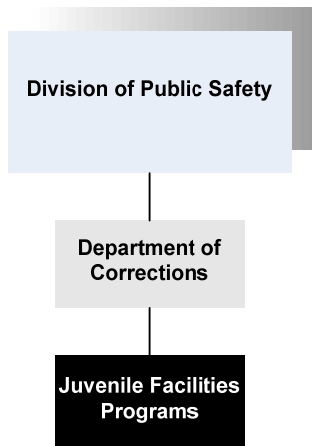 Division of Public Safety
Department of
Corrections
Juvenile Facilities
Programs